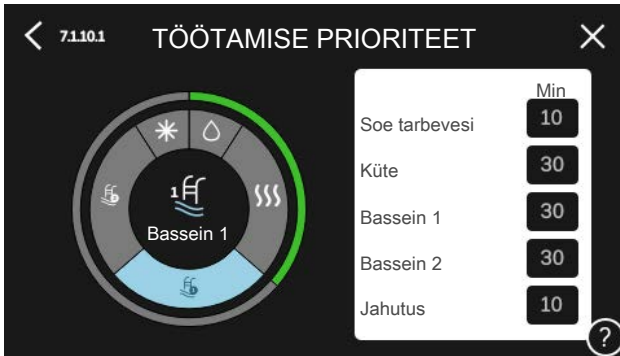 7.1.10.1 TÖÖTAMISE PRIORITEET
Min
Soe tarbevesi 10
Küte 30
Bassein 1 30
Bassein 2 30
Jahutus 10
1
Bassein 1
?